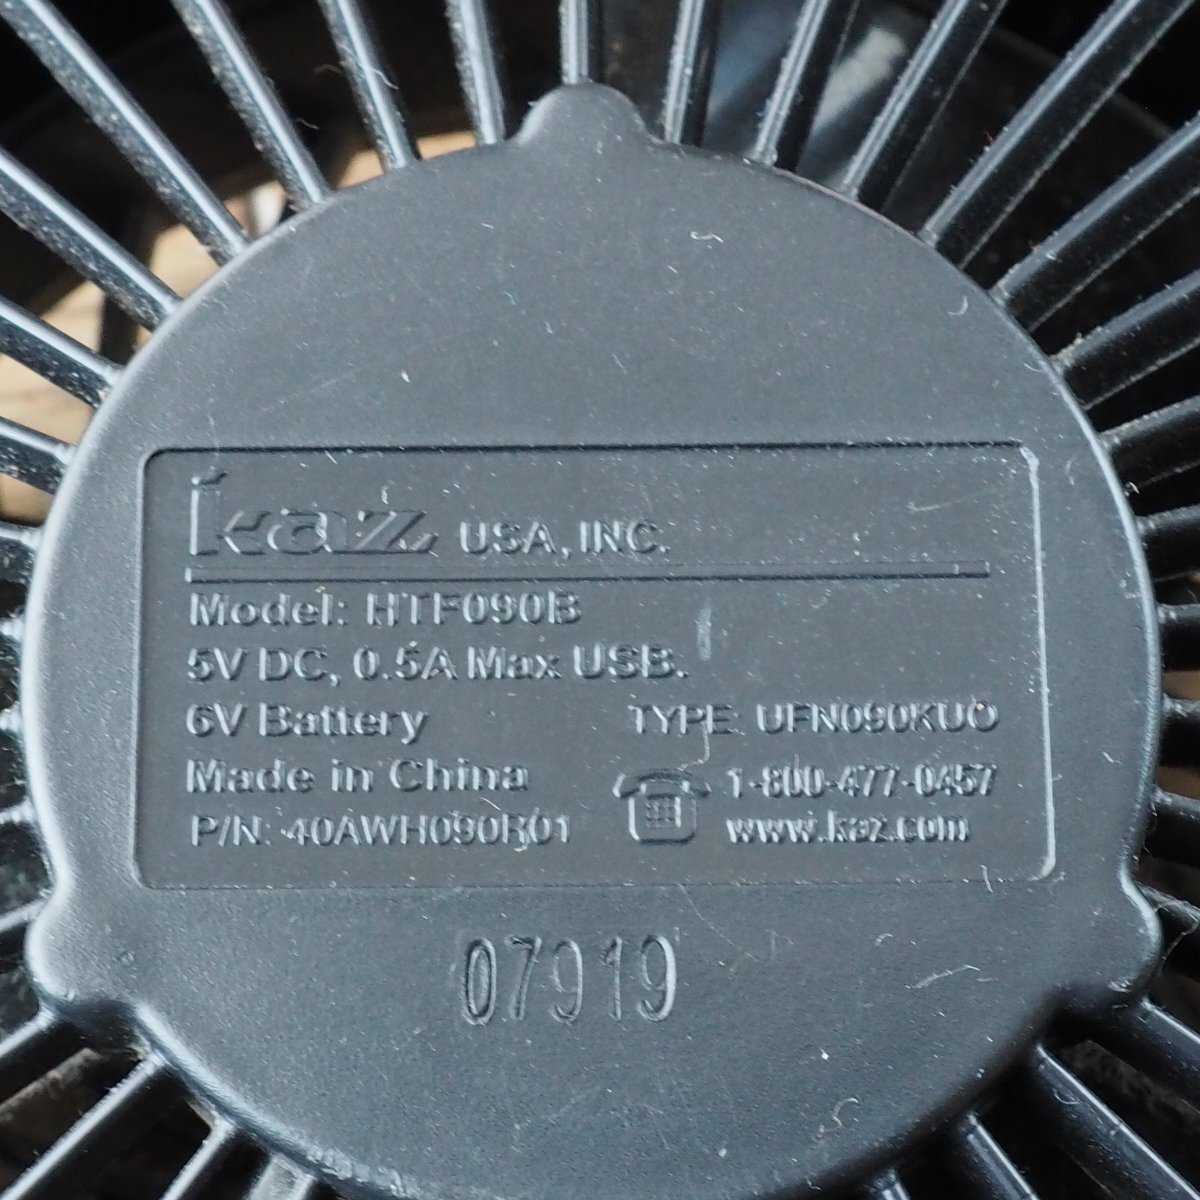 kaz USA, INC.
Model: HTF090B
5V DC, 0.5A Max USB.
6V Battery
TYPE: UFN090KUO
Made in China
1-800-477-0457
P/N: 40AWH090R01
www.kaz.com
07919